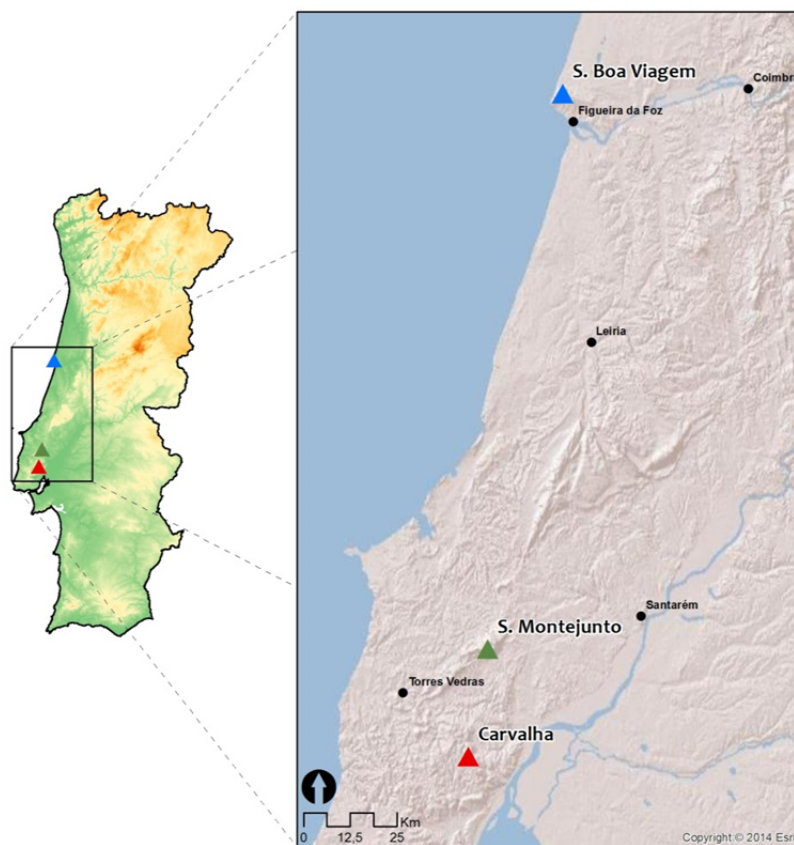 S. Boa Viagem
Coimbra
Figueira da Foz
Leiria
Santarém
S. Montejunto
Torres Vedras
Carvalha
Km
0 12,5 25
Copyright © 2014 Esri